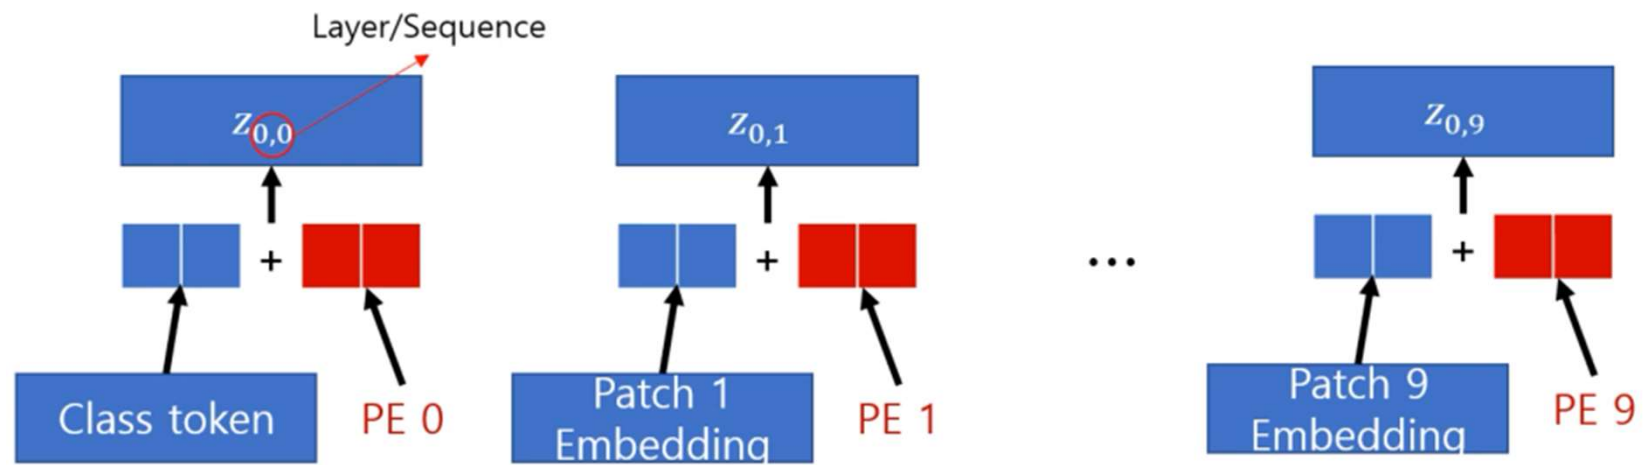 Layer/Sequence
z0,0
z0,1
z0,9
+
+
...
+
Class token
PE 0
Patch 1
Embedding
PE 1
Patch 9
Embedding
PE 9